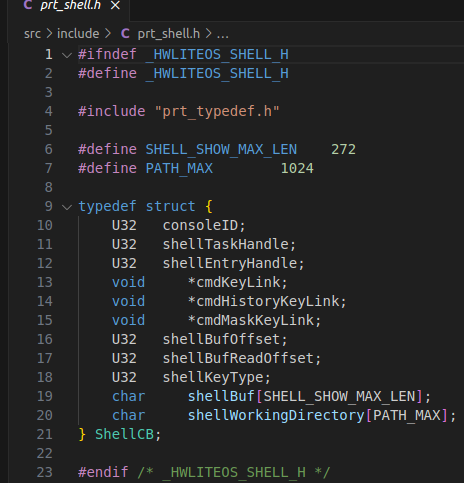 C prt_shell.h ×
src > include > C prt_shell.h > ...
1 #ifndef _HWLITEOS_SHELL_H
2 #define _HWLITEOS_SHELL_H
3
4 #include "prt_typedef.h"
5
6 #define SHELL_SHOW_MAX_LEN    272
7 #define PATH_MAX        1024
8
9 typedef struct {
10     U32   consoleID;
11     U32   shellTaskHandle;
12     U32   shellEntryHandle;
13     void     *cmdKeyLink;
14     void     *cmdHistoryKeyLink;
15     void     *cmdMaskKeyLink;
16     U32   shellBufOffset;
17     U32   shellBufReadOffset;
18     U32   shellKeyType;
19     char     shellBuf[SHELL_SHOW_MAX_LEN];
20     char     shellWorkingDirectory[PATH_MAX];
21 } ShellCB;
22
23 #endif /* _HWLITEOS_SHELL_H */